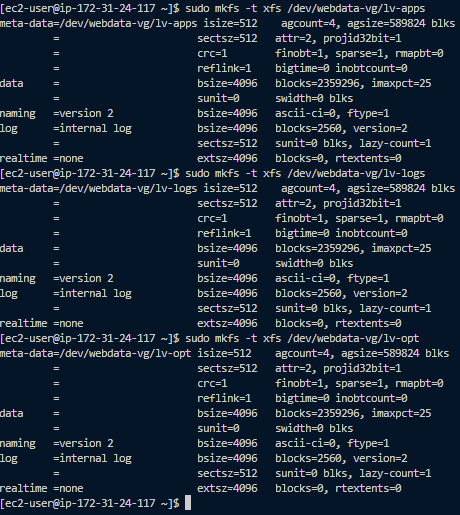 [ec2-user@ip-172-31-24-117 ~]$ sudo mkfs -t xfs /dev/webdata-vg/lv-apps
meta-data=/dev/webdata-vg/lv-apps isize=512    agcount=4, agsize=589824 blks
         =                       sectsz=512   attr=2, projid32bit=1
         =                       crc=1        finobt=1, sparse=1, rmapbt=0
         =                       reflink=1    bigtime=0 inobtcount=0
data     =                       bsize=4096   blocks=2359296, imaxpct=25
         =                       sunit=0      swidth=0 blks
naming   =version 2              bsize=4096   ascii-ci=0, ftype=1
log      =internal log           bsize=4096   blocks=2560, version=2
         =                       sectsz=512   sunit=0 blks, lazy-count=1
realtime =none                   extsz=4096   blocks=0, rtextents=0
[ec2-user@ip-172-31-24-117 ~]$ sudo mkfs -t xfs /dev/webdata-vg/lv-logs
meta-data=/dev/webdata-vg/lv-logs isize=512    agcount=4, agsize=589824 blks
         =                       sectsz=512   attr=2, projid32bit=1
         =                       crc=1        finobt=1, sparse=1, rmapbt=0
         =                       reflink=1    bigtime=0 inobtcount=0
data     =                       bsize=4096   blocks=2359296, imaxpct=25
         =                       sunit=0      swidth=0 blks
naming   =version 2              bsize=4096   ascii-ci=0, ftype=1
log      =internal log           bsize=4096   blocks=2560, version=2
         =                       sectsz=512   sunit=0 blks, lazy-count=1
realtime =none                   extsz=4096   blocks=0, rtextents=0
[ec2-user@ip-172-31-24-117 ~]$ sudo mkfs -t xfs /dev/webdata-vg/lv-opt
meta-data=/dev/webdata-vg/lv-opt isize=512    agcount=4, agsize=589824 blks
         =                       sectsz=512   attr=2, projid32bit=1
         =                       crc=1        finobt=1, sparse=1, rmapbt=0
         =                       reflink=1    bigtime=0 inobtcount=0
data     =                       bsize=4096   blocks=2359296, imaxpct=25
         =                       sunit=0      swidth=0 blks
naming   =version 2              bsize=4096   ascii-ci=0, ftype=1
log      =internal log           bsize=4096   blocks=2560, version=2
         =                       sectsz=512   sunit=0 blks, lazy-count=1
realtime =none                   extsz=4096   blocks=0, rtextents=0
[ec2-user@ip-172-31-24-117 ~]$